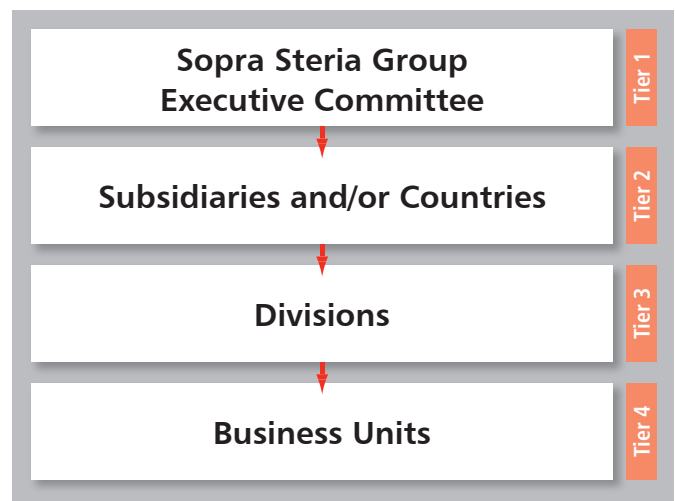 Sopra Steria Group
Executive Committee
Tier 1
Subsidiaries and/or Countries
Tier 2
Divisions
Tier 3
Business Units
Tier 4